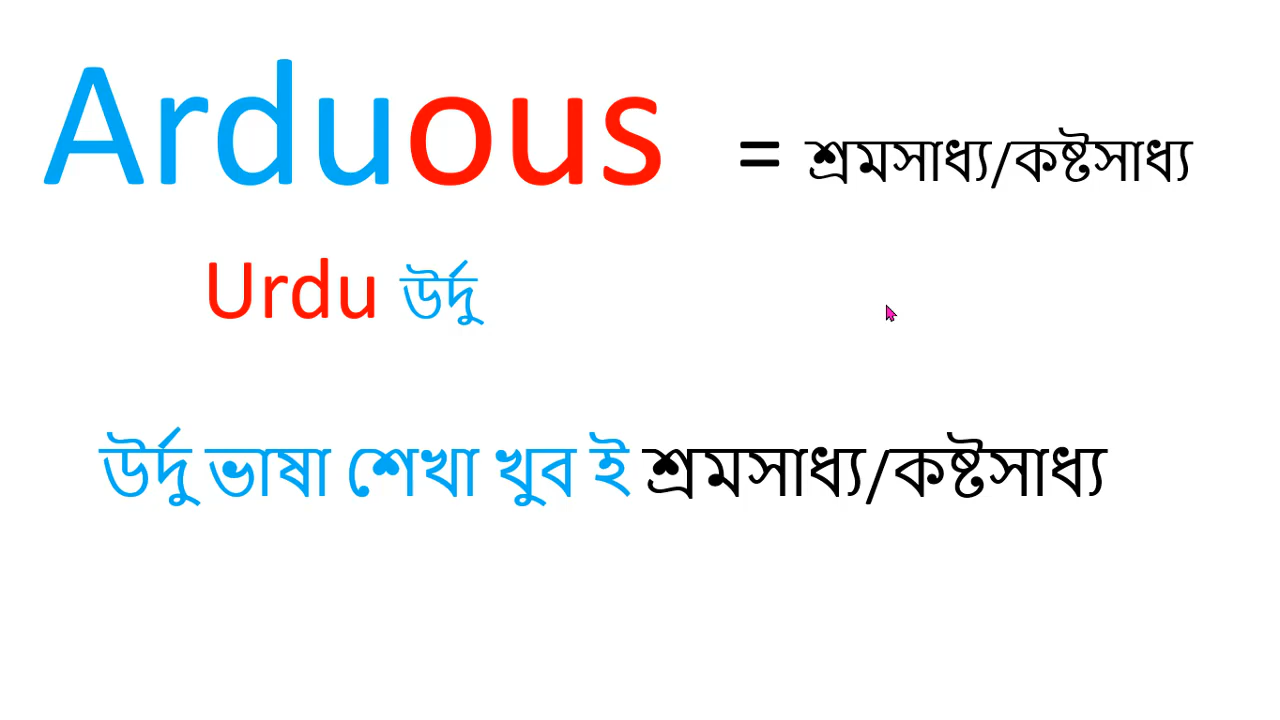 Arduous = শ্রমসাধ্য/কষ্টসাধ্য
Urdu উর্দু
উর্দু ভাষা শেখা খুব ই শ্রমসাধ্য/কষ্টসাধ্য